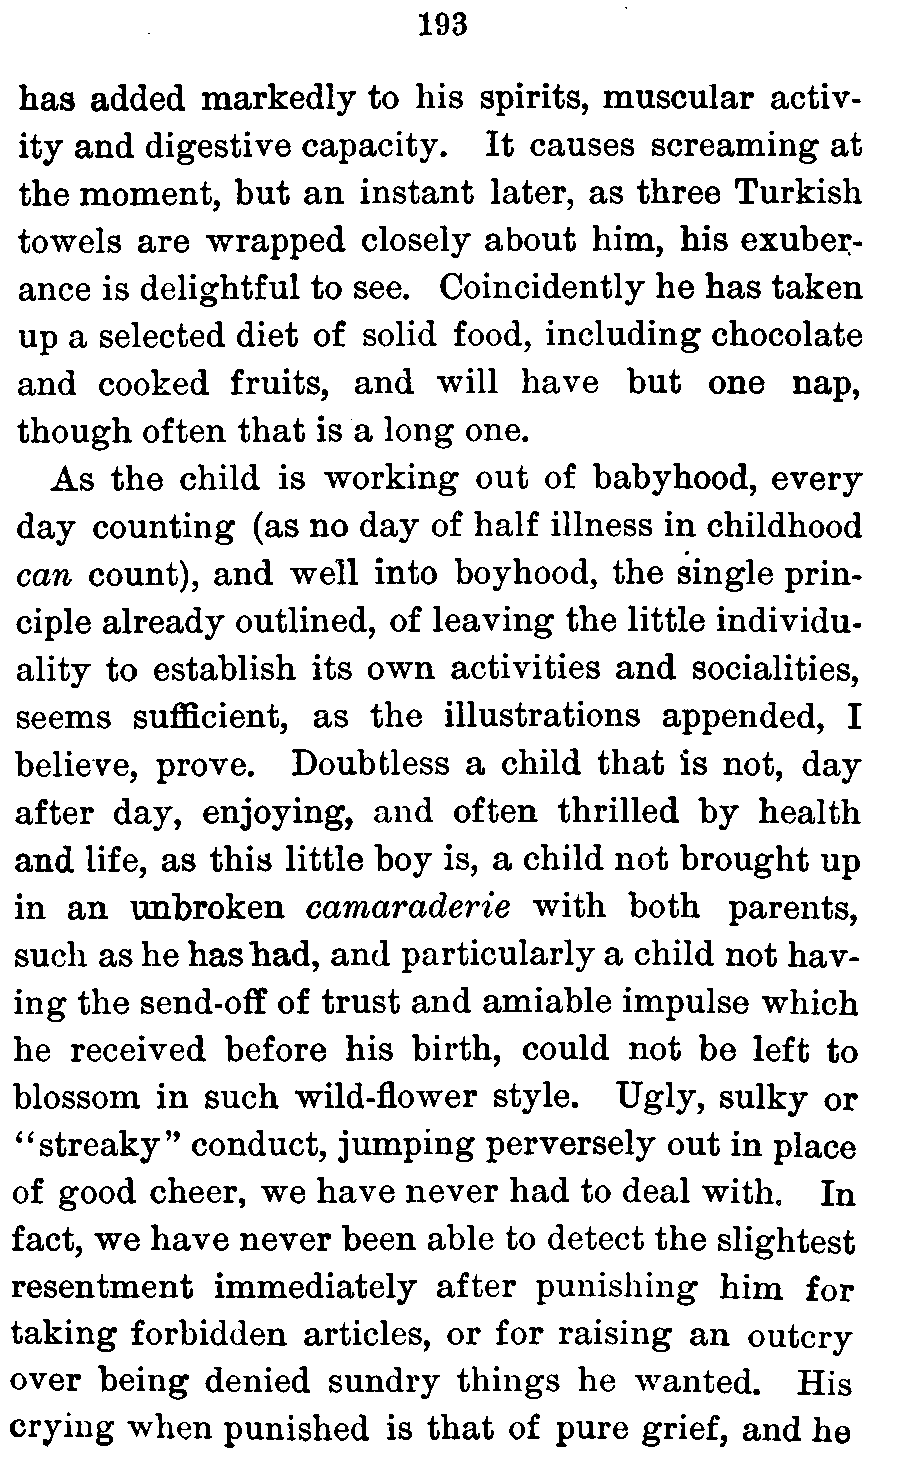 193
has added markedly to his spirits, muscular activ-
ity and digestive capacity. It causes screaming at
the moment, but an instant later, as three Turkish
towels are wrapped closely about him, his exuber-
ance is delightful to see. Coincidently he has taken
up a selected diet of solid food, including chocolate
and cooked fruits, and will have but one nap,
though often that is a long one.
As the child is working out of babyhood, every
day counting (as no day of half illness in childhood
can count), and well into boyhood, the single prin-
ciple already outlined, of leaving the little individu-
ality to establish its own activities and socialities,
seems sufficient, as the illustrations appended, I
believe, prove. Doubtless a child that is not, day
after day, enjoying, and often thrilled by health
and life, as this little boy is, a child not brought up
in an unbroken camaraderie with both parents,
such as he has had, and particularly a child not hav-
ing the send-off of trust and amiable impulse which
he received before his birth, could not be left to
blossom in such wild-flower style. Ugly, sulky or
“streaky” conduct, jumping perversely out in place
of good cheer, we have never had to deal with. In
fact, we have never been able to detect the slightest
resentment immediately after punishing him for
taking forbidden articles, or for raising an outcry
over being denied sundry things he wanted. His
crying when punished is that of pure grief, and he